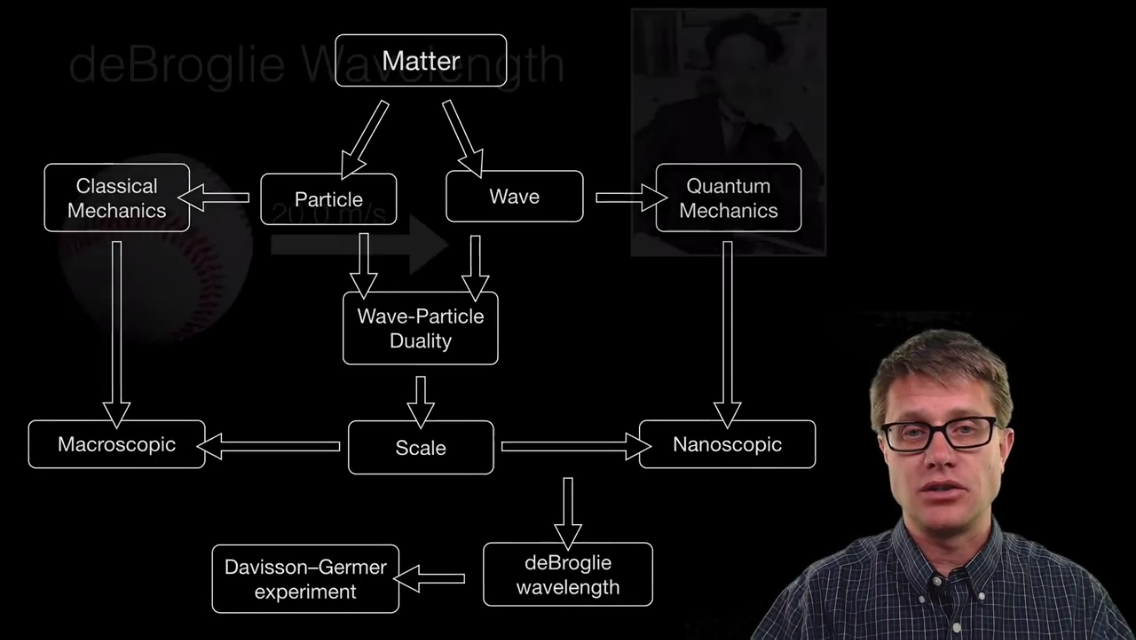 deBroglie Wavelength
Matter
Classical
Mechanics
Particle
Wave
Quantum
Mechanics
20.0 m/s
Wave-Particle
Duality
Macroscopic
Scale
Nanoscopic
Davisson–Germer
experiment
deBroglie
wavelength